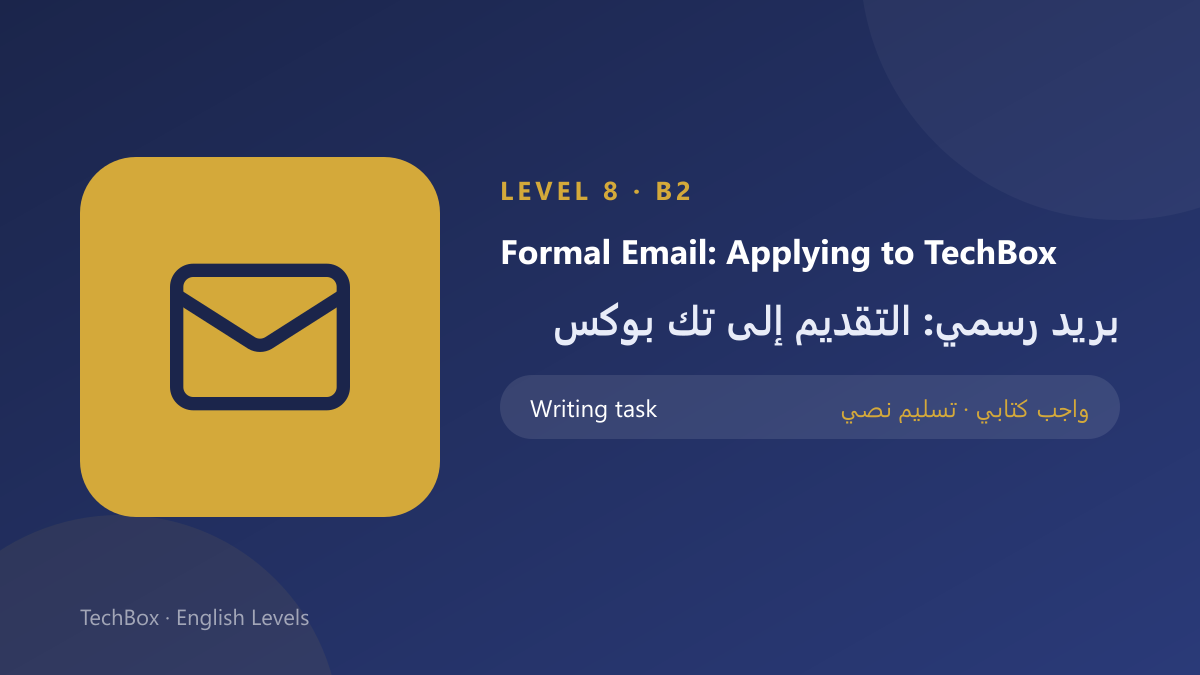 LEVEL 8 · B2
Formal Email: Applying to TechBox
بريد رسمي: التقديم إلى تك بوكس
Writing task
واجب كتابي · تسليم نصي
TechBox · English Levels